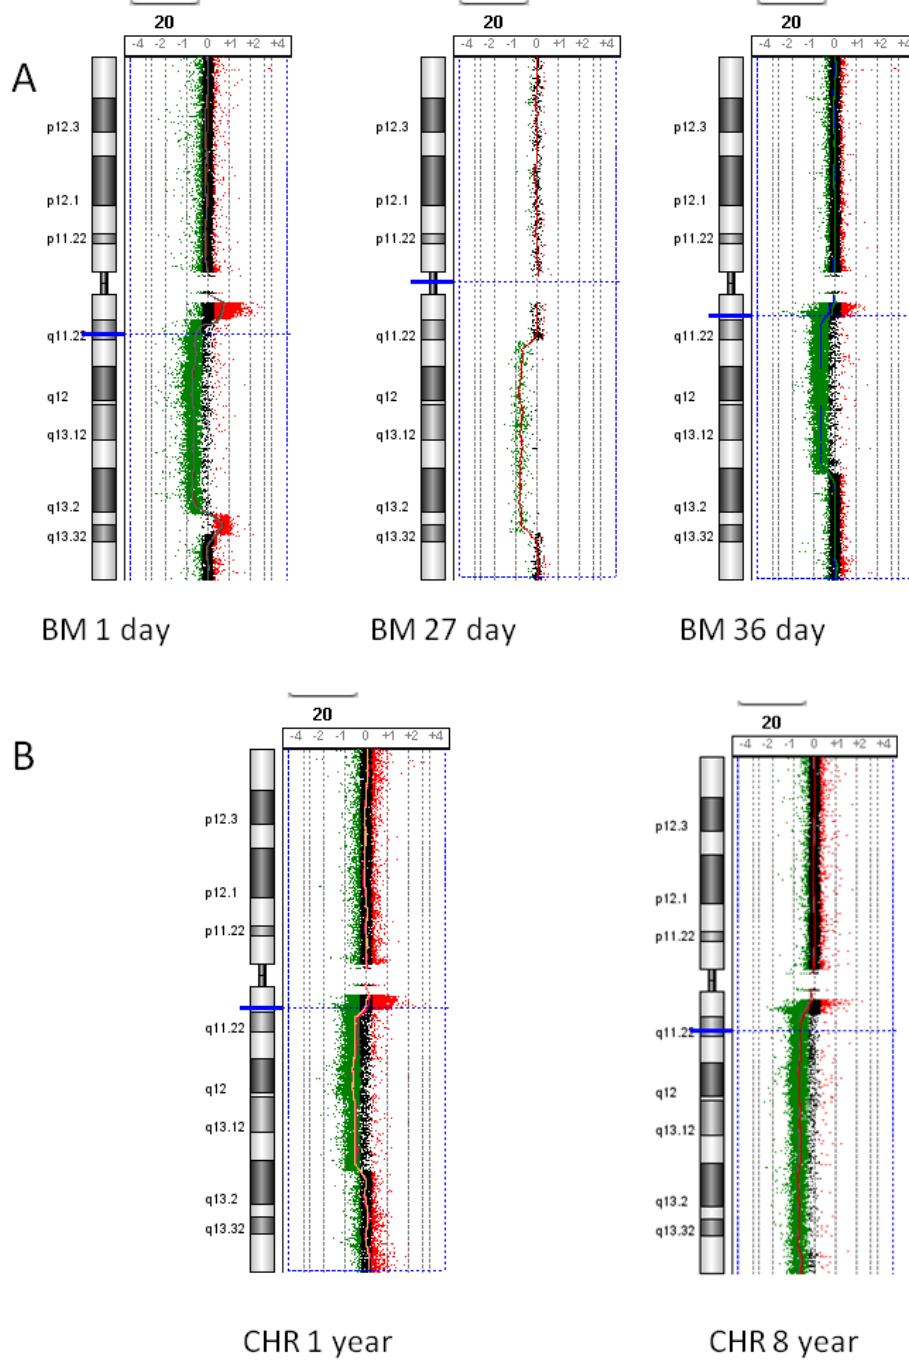 20 20 20
-4 -2 -1 0 +1 +2 +4 -4 -2 -1 0 +1 +2 +4 -4 -2 -1 0 +1 +2 +4
A
p12.3 p12.3 p12.3
p12.1 p12.1 p12.1
p11.22 p11.22 p11.22
q11.22 q11.22 q11.22
q12 q12 q12
q13.12 q13.12 q13.12
q13.2 q13.2 q13.2
q13.32 q13.32 q13.32
BM 1 day BM 27 day BM 36 day
20 20
-4 -2 -1 0 +1 +2 +4 -4 -2 -1 0 +1 +2 +4
B
p12.3 p12.3
p12.1 p12.1
p11.22 p11.22
q11.22 q11.22
q12 q12
q13.12 q13.12
q13.2 q13.2
q13.32 q13.32
CHR 1 year CHR 8 year